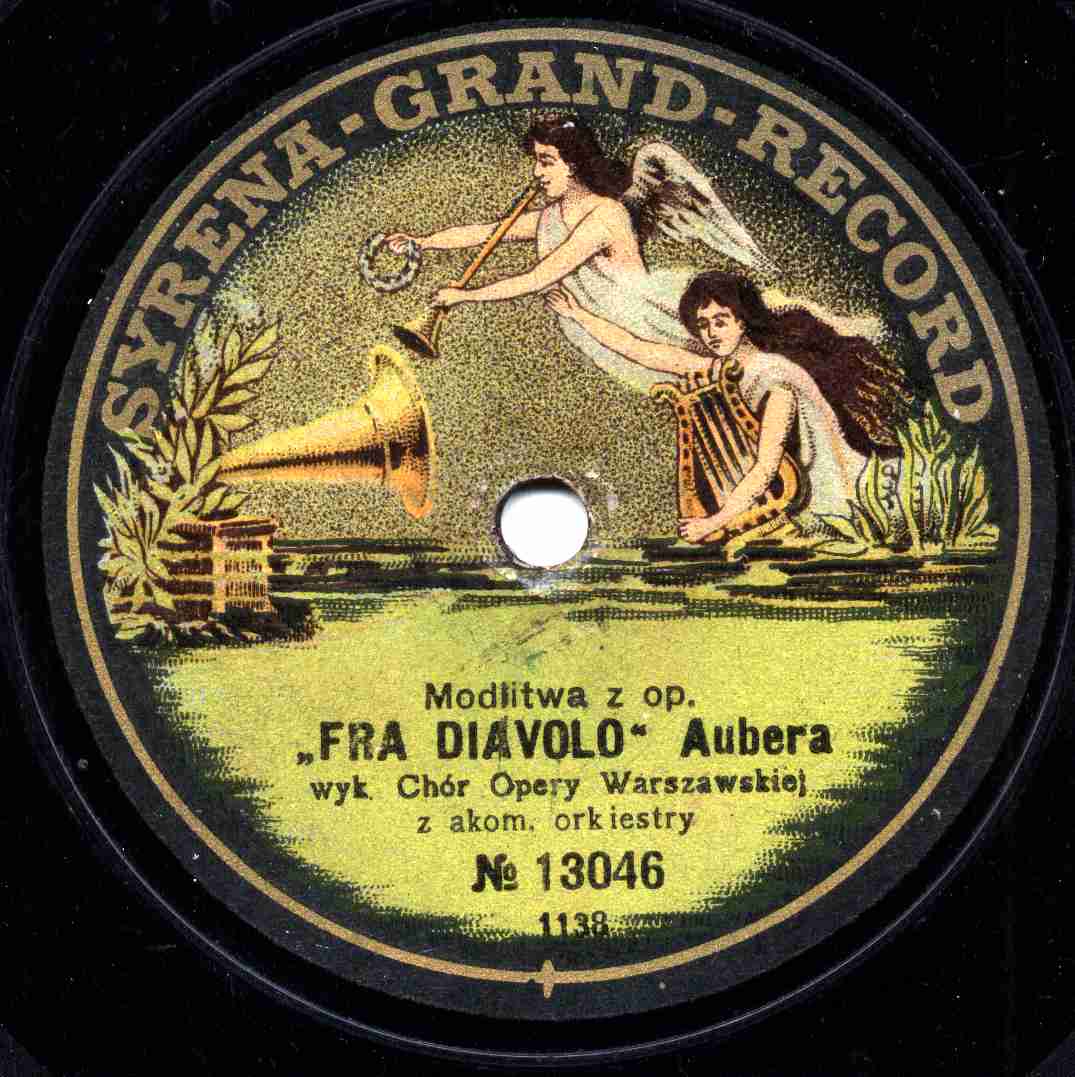 SYRENA-GRAND-RECORD
Modlitwa z op.
„FRA DIAVOLO“ Aubera
wyk. Chór Opery Warszawskiej
z akom. orkiestry
№ 13046
1138